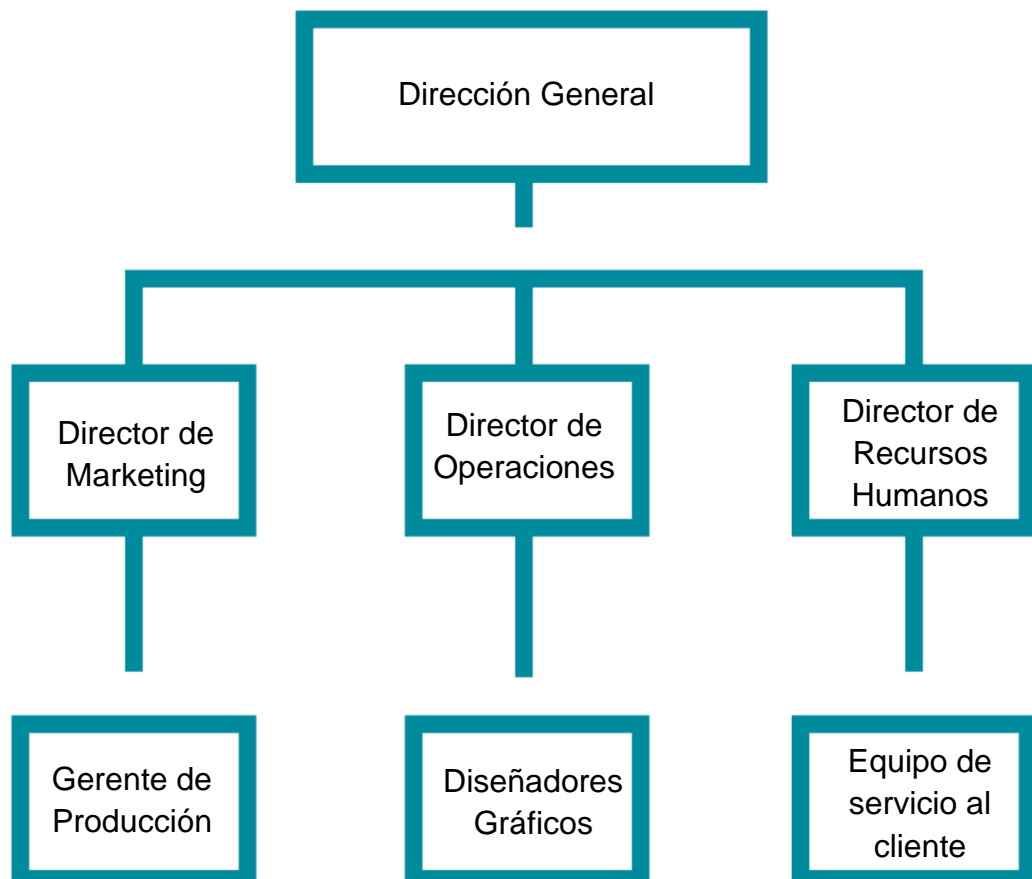 Dirección General
Director de
Marketing
Director de
Operaciones
Director de
Recursos
Humanos
Gerente de
Producción
Diseñadores
Gráficos
Equipo de
servicio al
cliente